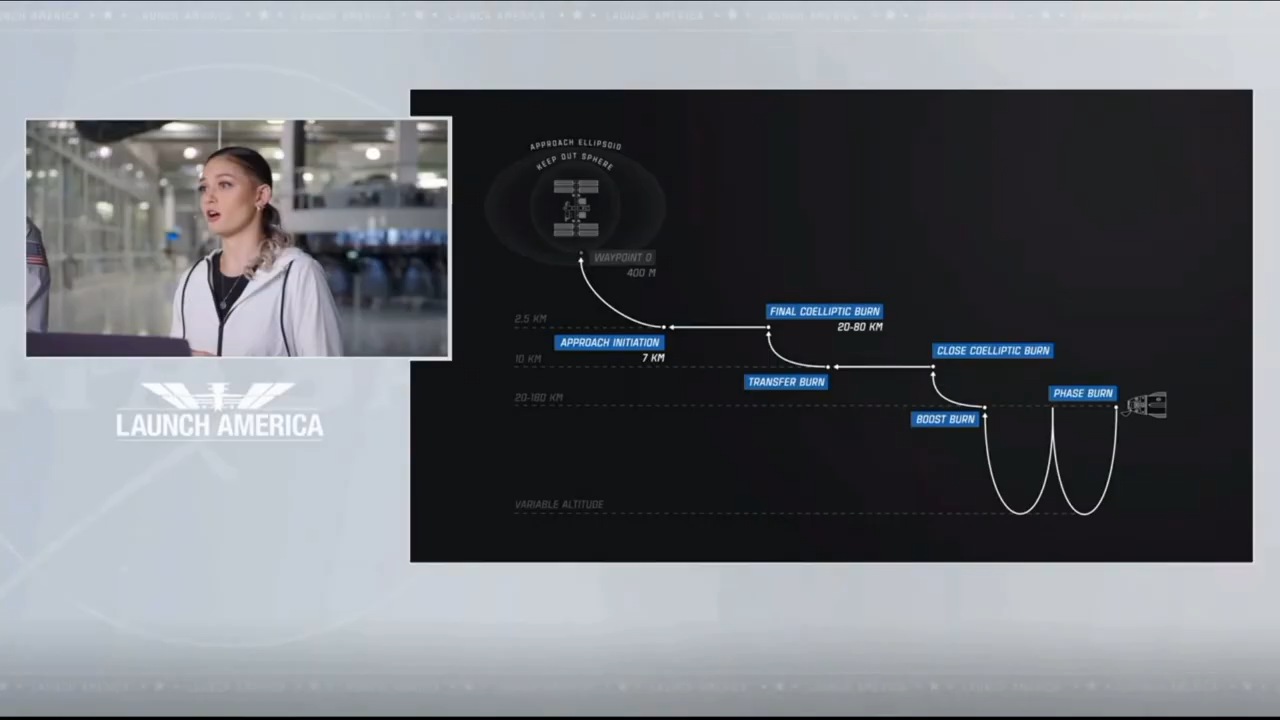 LAUNCH AMERICA
APPROACH ELLIPSOID
KEEP OUT SPHERE
WAYPOINT 0
400 M
2.5 KM
FINAL COELLIPTIC BURN
20-80 KM
APPROACH INITIATION
7 KM
CLOSE COELLIPTIC BURN
10 KM
TRANSFER BURN
PHASE BURN
20-180 KM
BOOST BURN
VARIABLE ALTITUDE